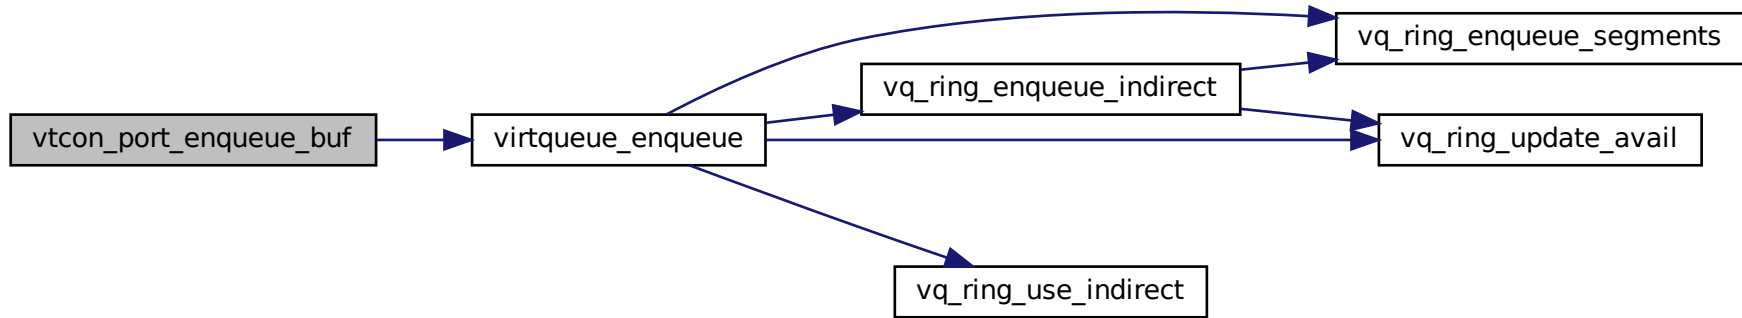 vtcon_port_enqueue_buf
virtqueue_enqueue
vq_ring_enqueue_indirect
vq_ring_enqueue_segments
vq_ring_update_avail
vq_ring_use_indirect